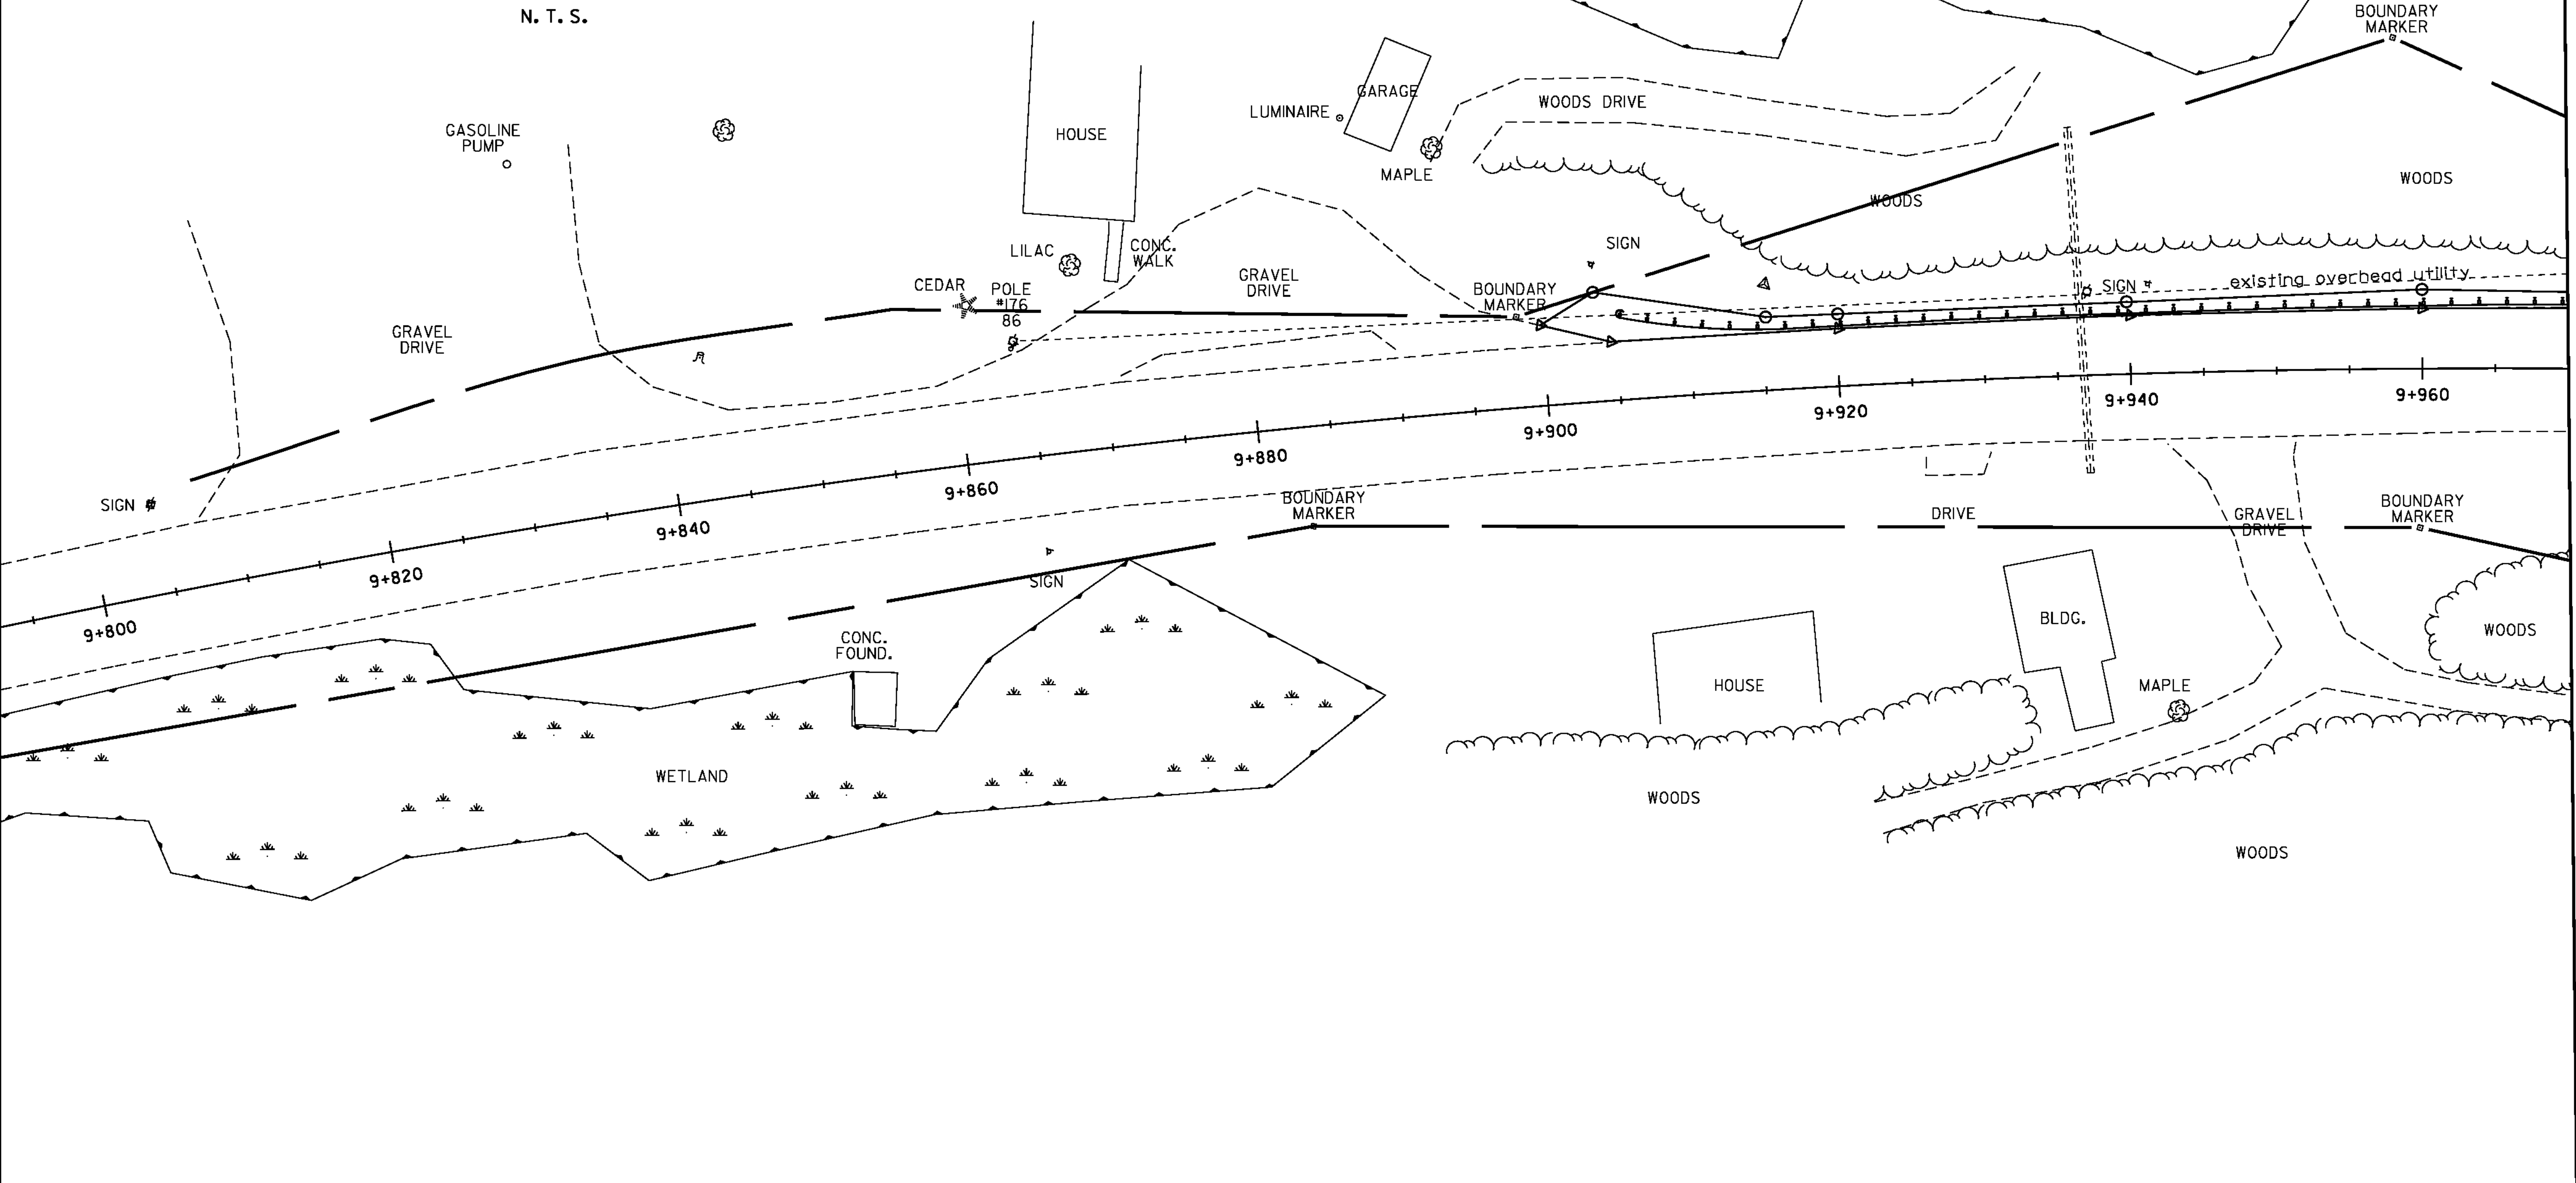 N. T. S.
BOUNDARY
MARKER
GASOLINE
PUMP
HOUSE
LUMINAIRE
GARAGE
MAPLE
WOODS DRIVE
WOODS
WOODS
LILAC
CONC.
WALK
SIGN
CEDAR
POLE
#176
86
GRAVEL
DRIVE
BOUNDARY
MARKER
SIGN
existing overhead utility
GRAVEL
DRIVE
9+960
9+940
9+920
9+900
9+880
9+860
9+840
9+820
9+800
SIGN
BOUNDARY
MARKER
DRIVE
GRAVEL
DRIVE
BOUNDARY
MARKER
SIGN
CONC.
FOUND.
BLDG.
WOODS
HOUSE
MAPLE
WETLAND
WOODS
WOODS